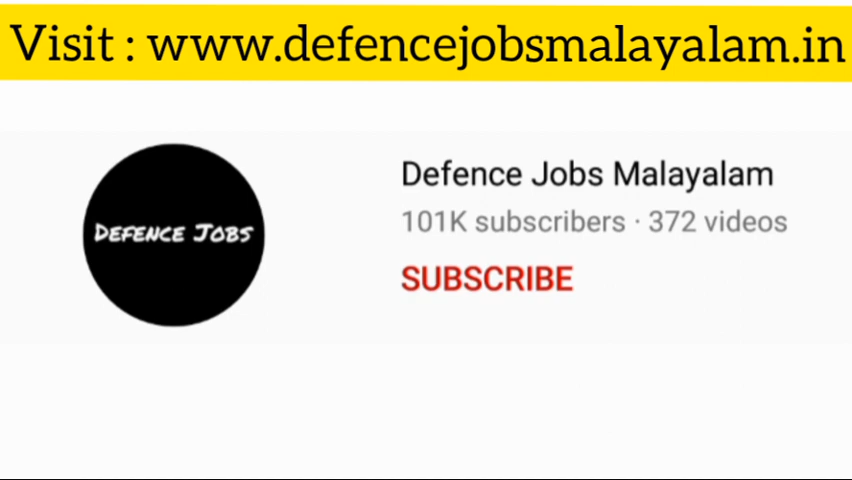 Visit : www.defencejobsmalayalam.in
DEFENCE JOBS
Defence Jobs Malayalam
101K subscribers · 372 videos
SUBSCRIBE